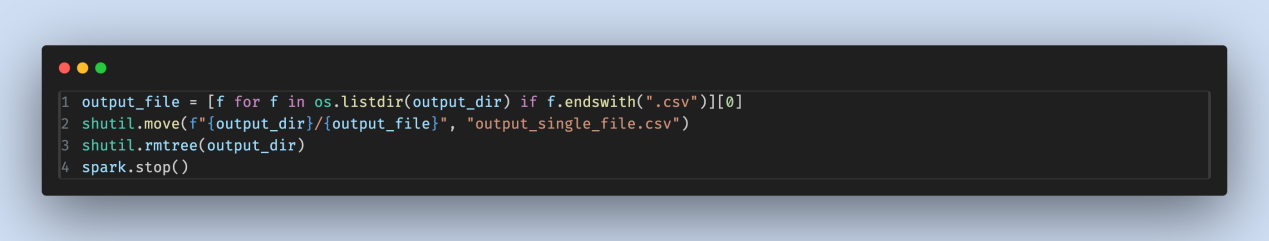 1 output_file = [f for f in os.listdir(output_dir) if f.endswith(".csv")][0]
2 shutil.move(f"{output_dir}/{output_file}", "output_single_file.csv")
3 shutil.rmtree(output_dir)
4 spark.stop()